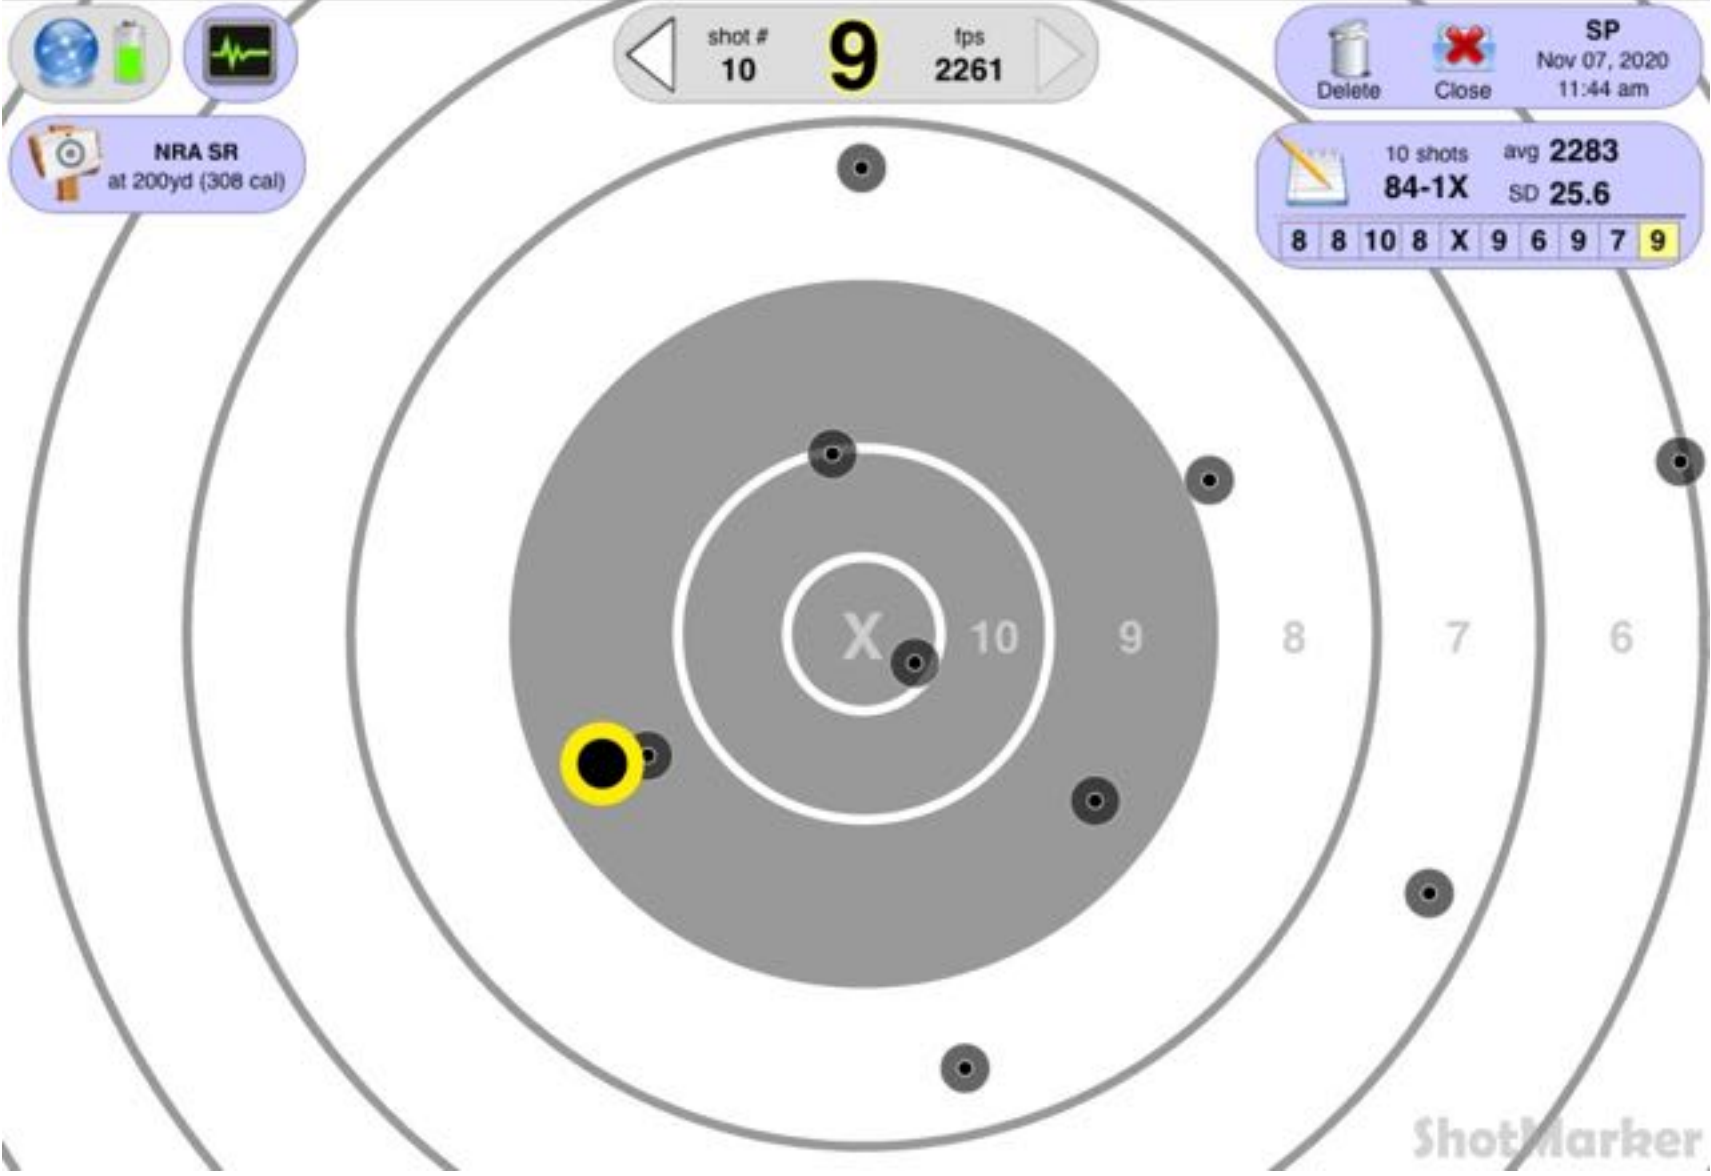 shot #
10
9
fps
2261
Delete
Close
SP
Nov 07, 2020
11:44 am
NRA SR
at 200yd (308 cal)
10 shots
84-1X
avg 2283
SD 25.6
8 8 10 8 X 9 6 9 7 9
X 10 9 8 7 6
ShotMarker